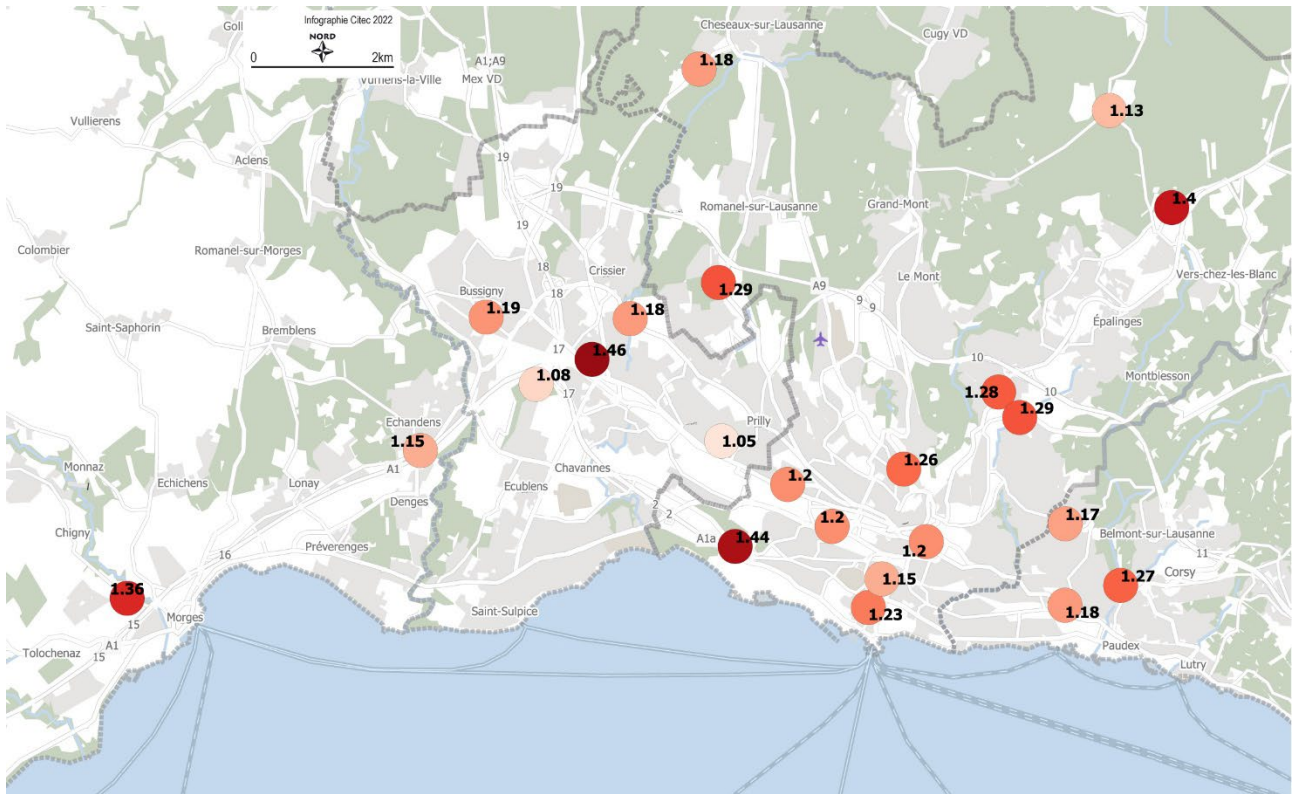 Infographie Citec 2022
NORD
0 2km
Goll
Cheseaux-sur-Lausanne
Cugy VD
A1;A9
Mex VD
Vufflens-la-Ville
1.18
1.13
Vullierens
Aclens
19
19
1.4
Romanel-sur-Lausanne
Grand-Mont
19
Colombier
Romanel-sur-Morges
18
Crissier
Le Mont
Vers-chez-les-Blanc
Bussigny
18
1.29
A9
9
9
1.19
1.18
Saint-Saphorin
Bremblens
Épalinges
17
1.46
10
Montblesson
1.08
17
1.28
10
1.29
Echandens
Prilly
1.15
1.05
1.26
Monnaz
A1
Echichens
Lonay
Chavannes
Denges
Ecublens
1.2
2
2
1.17
Chigny
16
Préverenges
A1a
1.44
1.2
1.2
Belmont-sur-Lausanne
11
1.36
1.15
1.27
Corsy
15
Morges
Saint-Sulpice
1.23
1.18
A1
Tolochenaz
15
Paudex
Lutry